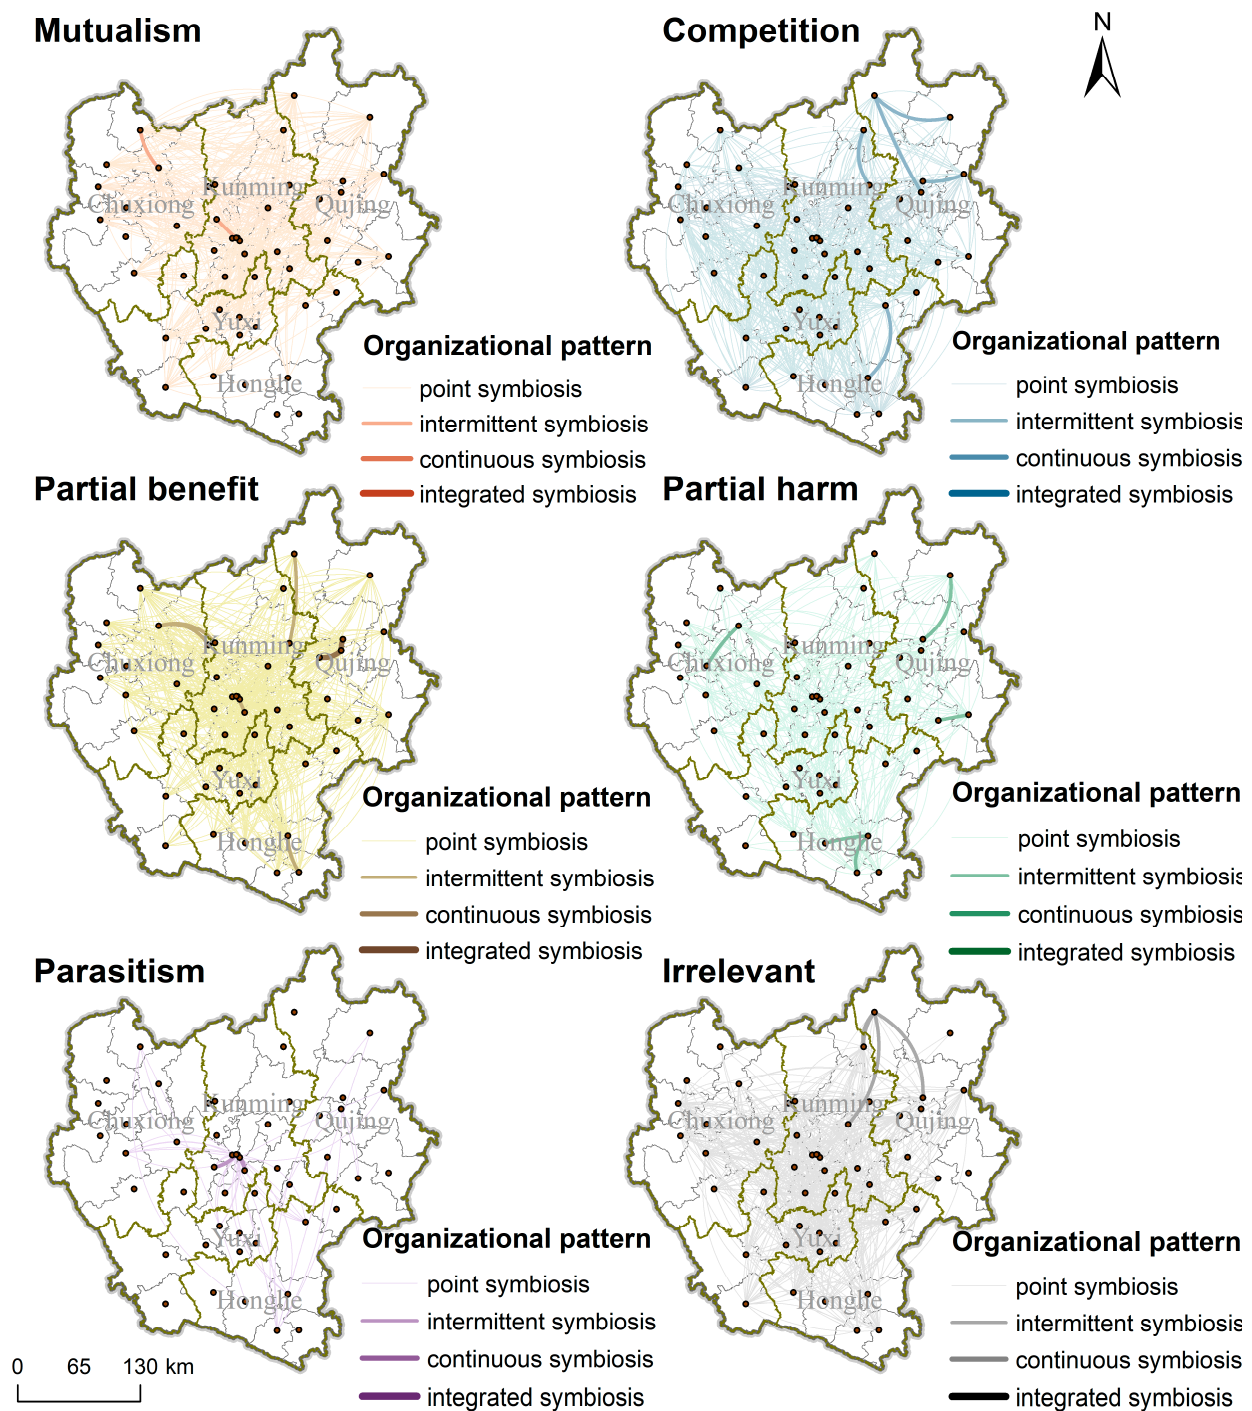 Mutualism
Competition
N
Kunming
Chuxiong
Qujing
Yuxi
Honghe
Organizational pattern
point symbiosis
intermittent symbiosis
continuous symbiosis
integrated symbiosis
Kunming
Chuxiong
Qujing
Yuxi
Honghe
Organizational pattern
point symbiosis
intermittent symbiosis
continuous symbiosis
integrated symbiosis
Partial benefit
Partial harm
Kunming
Chuxiong
Qujing
Yuxi
Honghe
Organizational pattern
point symbiosis
intermittent symbiosis
continuous symbiosis
integrated symbiosis
Kunming
Chuxiong
Qujing
Yuxi
Honghe
Organizational pattern
point symbiosis
intermittent symbiosis
continuous symbiosis
integrated symbiosis
Parasitism
Irrelevant
Kunming
Chuxiong
Qujing
Yuxi
Honghe
Organizational pattern
point symbiosis
intermittent symbiosis
continuous symbiosis
integrated symbiosis
0 65 130 km
Kunming
Chuxiong
Qujing
Yuxi
Honghe
Organizational pattern
point symbiosis
intermittent symbiosis
continuous symbiosis
integrated symbiosis